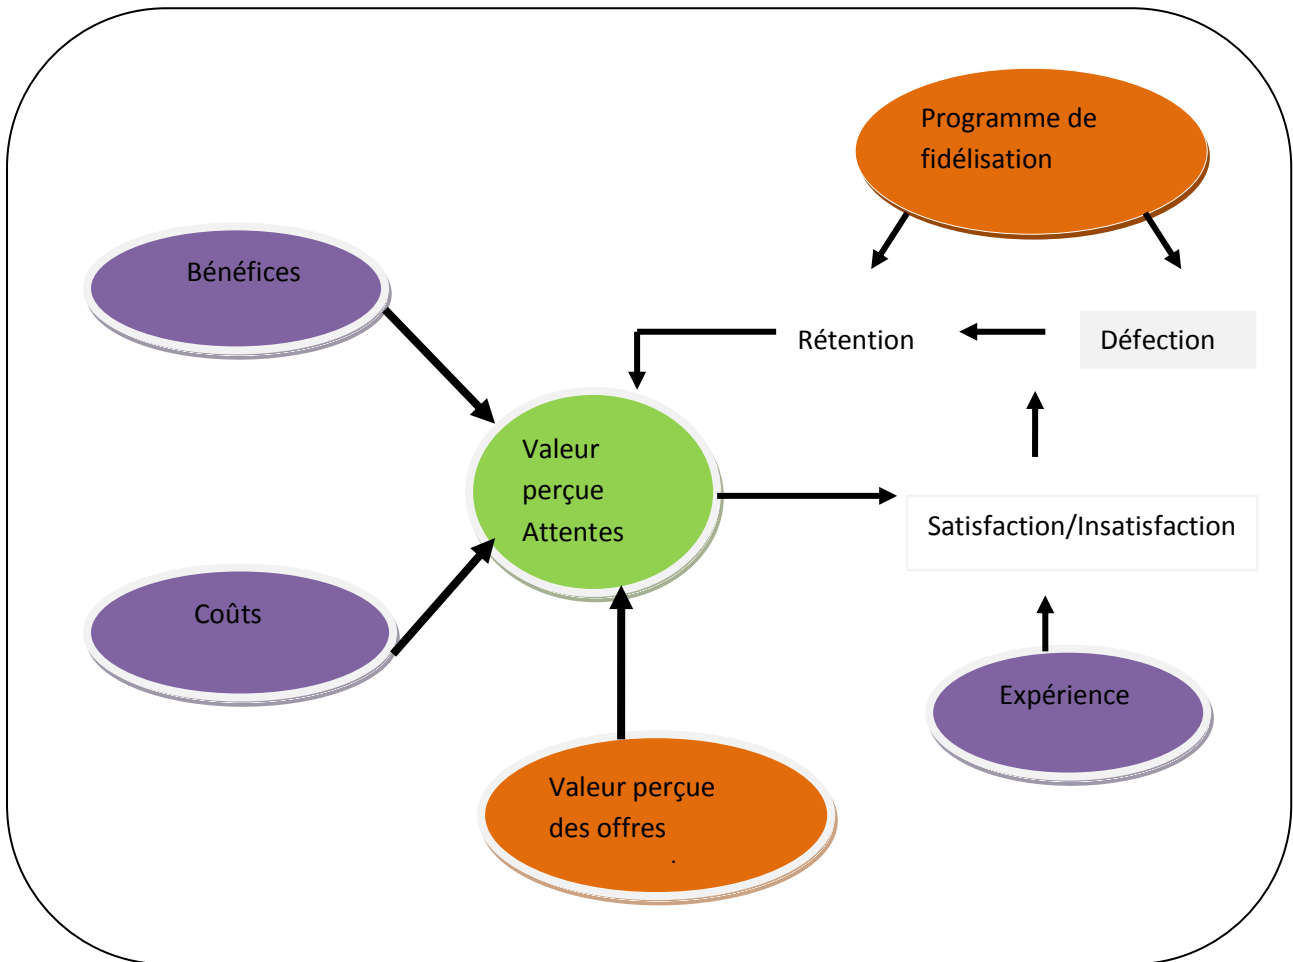 Programme de
fidélisation
Bénéfices
Rétention
Défection
Valeur
perçue
Attentes
Satisfaction/Insatisfaction
Coûts
Expérience
Valeur perçue
des offres
.